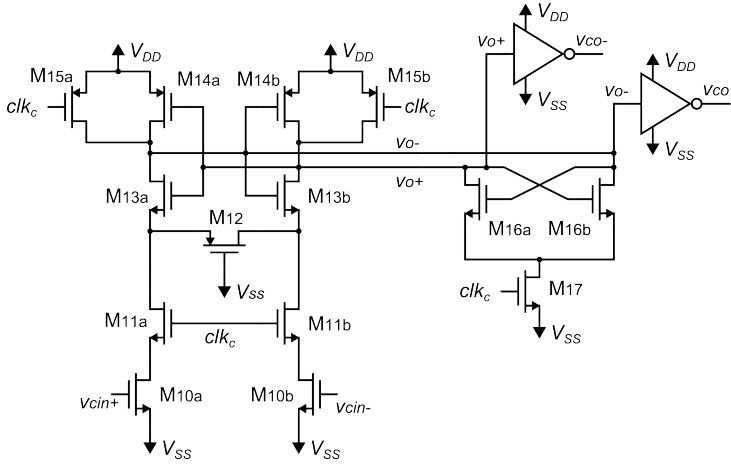 VDD
vo+
vco-
VDD
VDD
VSS
VDD
M15a
M14a
M14b
M15b
vo-
vco
clkc
clkc
VSS
vo-
vo+
M13a
M13b
M12
M16a
M16b
VSS
clkc
M17
M11a
clkc
M11b
VSS
vcin+
M10a
M10b
vcin-
VSS
VSS